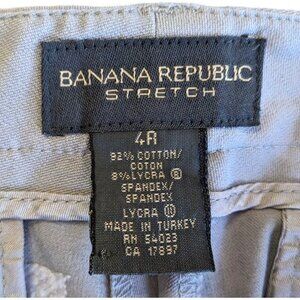 BANANA REPUBLIC
STRETCH
4R
92% COTTON/
COTON
8% LYCRA ®
SPANDEX/
SPANDEX
LYCRA ®
MADE IN TURKEY
RN 54023
CA 17897